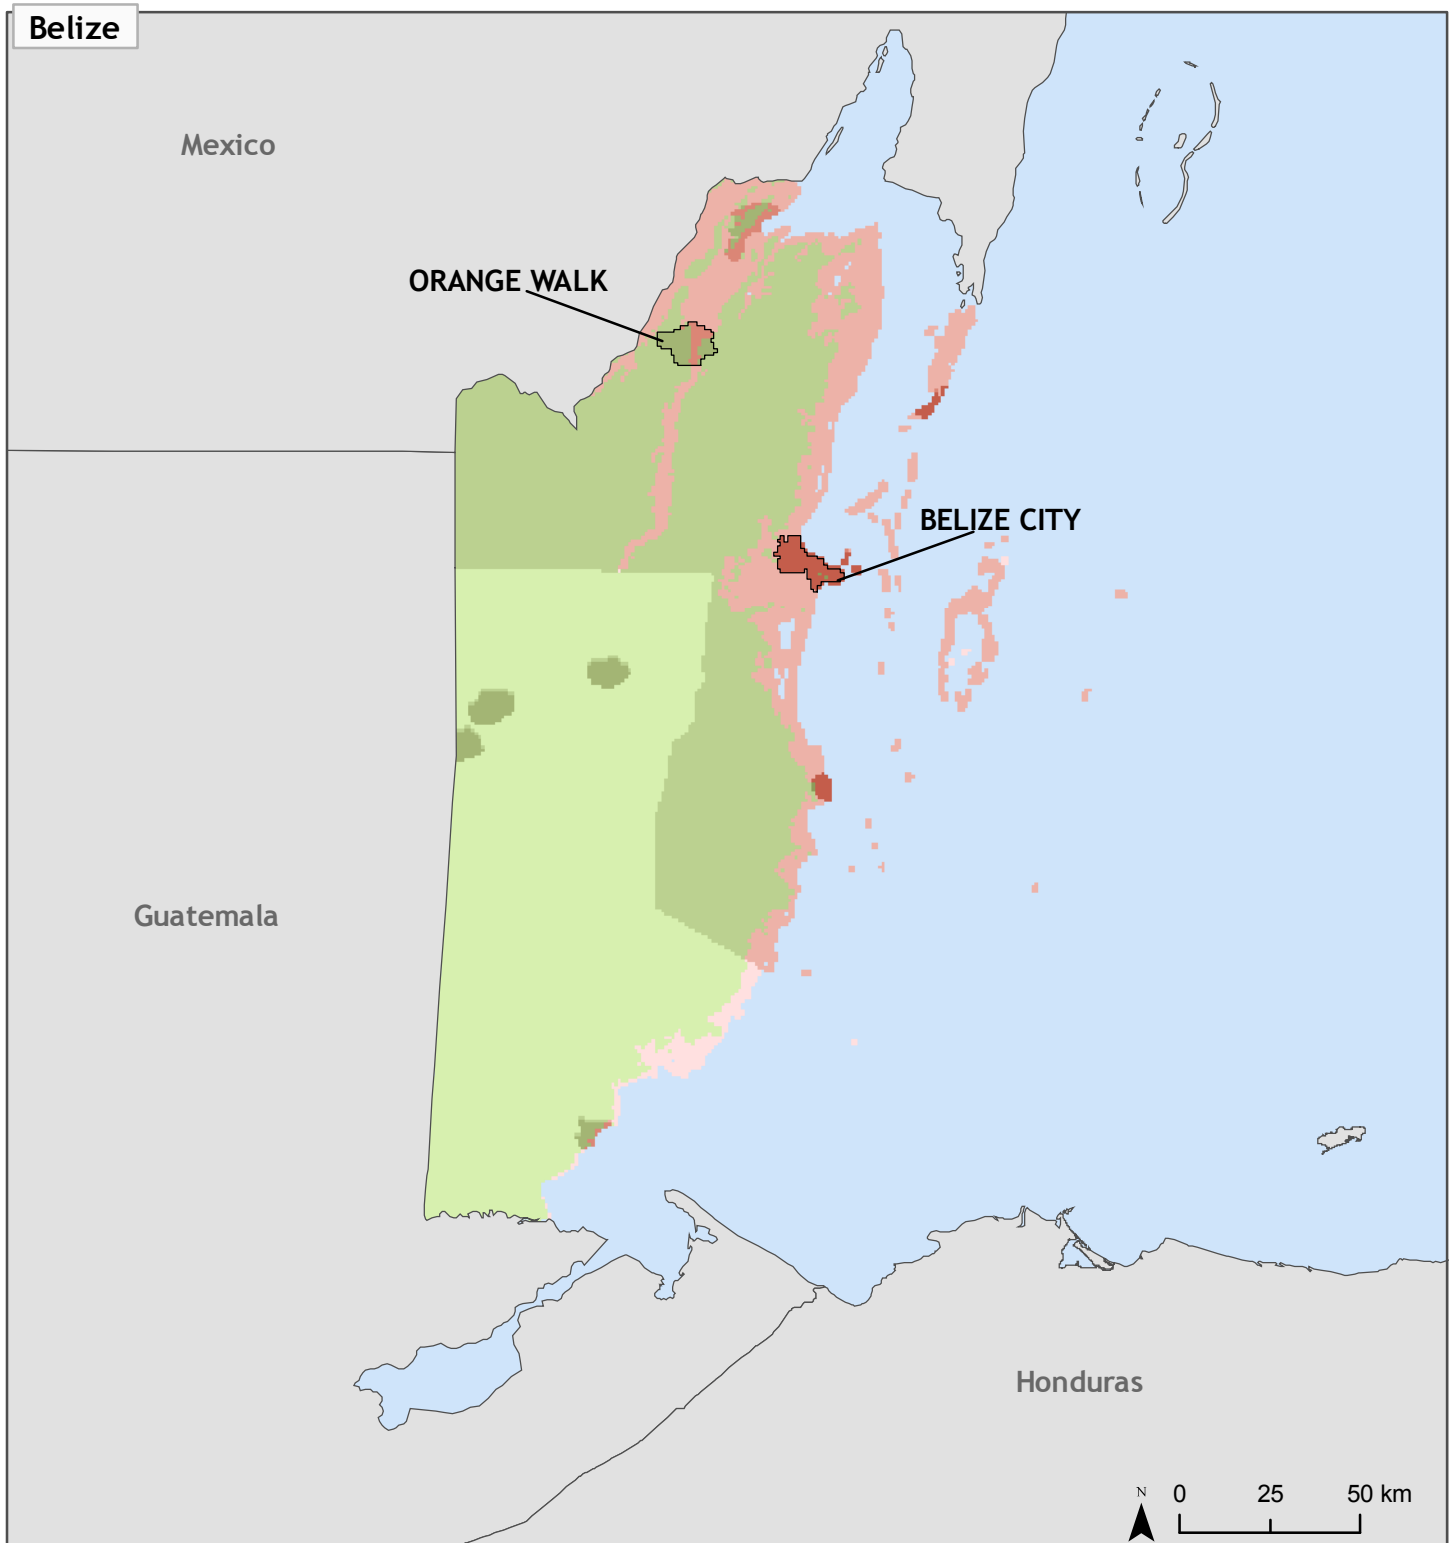 Belize
Mexico
ORANGE WALK
BELIZE CITY
Guatemala
Honduras
N
0 25 50 km